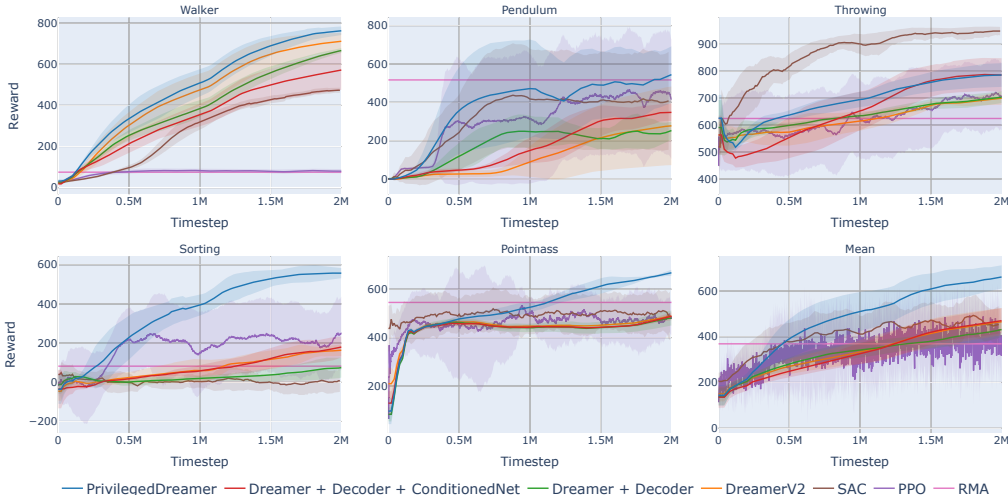 Walker
Pendulum
Throwing
Reward
800
600
400
200
0
600
400
200
0
900
800
700
600
500
400
0 0.5M 1M 1.5M 2M
0 0.5M 1M 1.5M 2M
0 0.5M 1M 1.5M 2M
Timestep
Timestep
Timestep
Sorting
Pointmass
Mean
Reward
600
400
200
0
−200
600
400
200
600
400
200
0
0 0.5M 1M 1.5M 2M
0 0.5M 1M 1.5M 2M
0 0.5M 1M 1.5M 2M
Timestep
Timestep
Timestep
PrivilegedDreamer Dreamer + Decoder + ConditionedNet Dreamer + Decoder DreamerV2 SAC PPO RMA